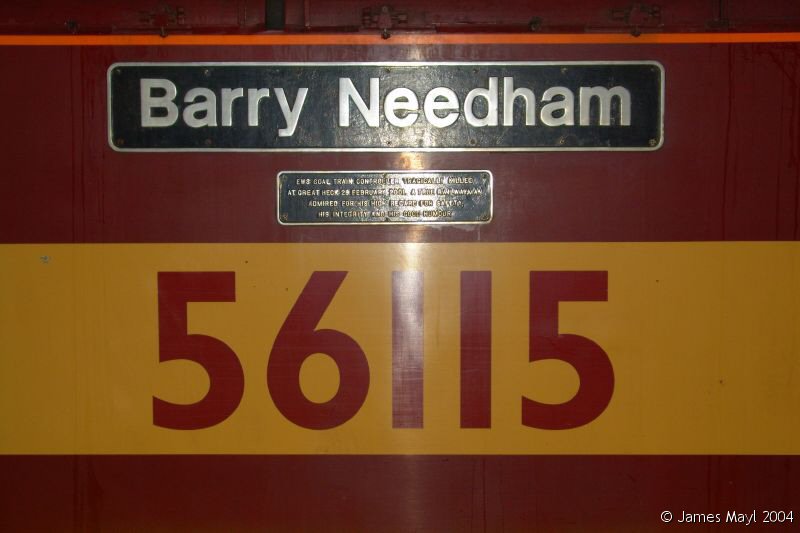 Barry Needham
EWS COAL TRAIN CONTROLLER, TRAGICALLY KILLED
AT GREAT HECK 28 FEBRUARY 2001. A TRUE RAILWAYMAN
ADMIRED FOR HIS HIGH REGARD FOR SAFETY,
HIS INTEGRITY AND HIS GOOD HUMOUR
56115
© James Mayl 2004